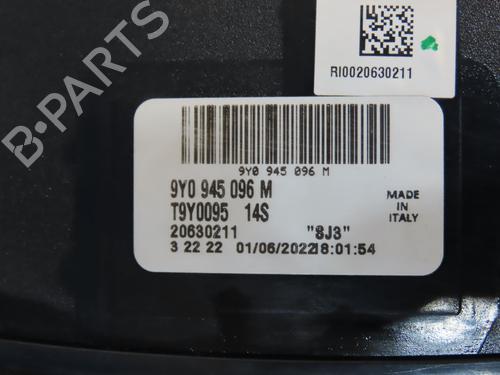 B-PARTS
RI0020630211
9Y0 945 096 M
9Y0 945 096 M
T9Y0095 14S
MADE IN ITALY
20630211 "8J3"
3 22 22 01/06/2022 18:01:54